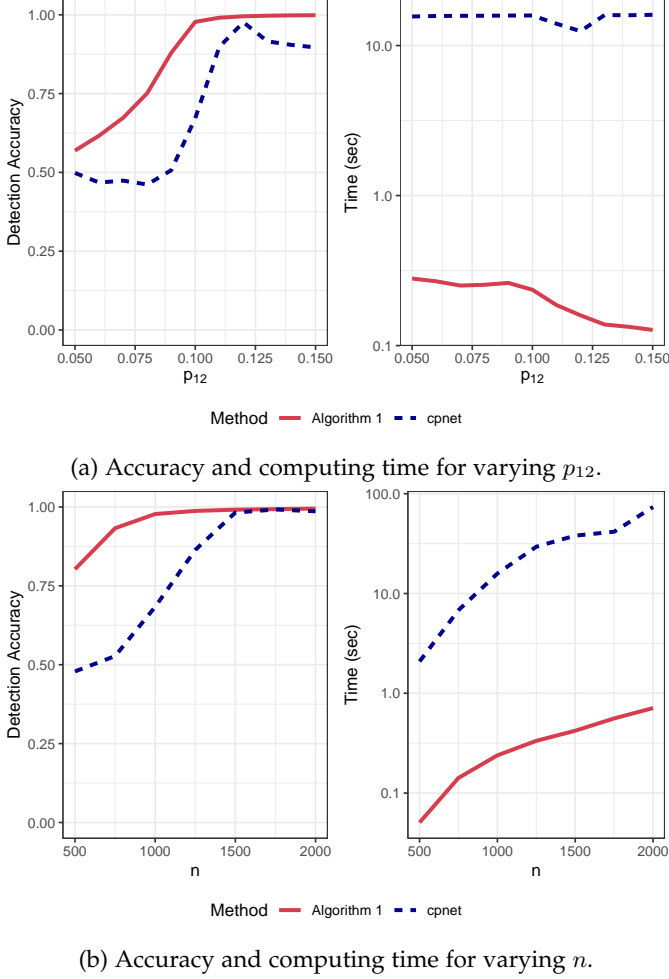 Detection Accuracy
1.00
0.75
0.50
0.25
0.00
0.050 0.075 0.100 0.125 0.150
p12
Time (sec)
10.0
1.0
0.1
0.050 0.075 0.100 0.125 0.150
p12
Method Algorithm 1 cpnet
(a) Accuracy and computing time for varying p12.
Detection Accuracy
1.00
0.75
0.50
0.25
0.00
500 1000 1500 2000
n
Time (sec)
100.0
10.0
1.0
0.1
500 1000 1500 2000
n
Method Algorithm 1 cpnet
(b) Accuracy and computing time for varying n.